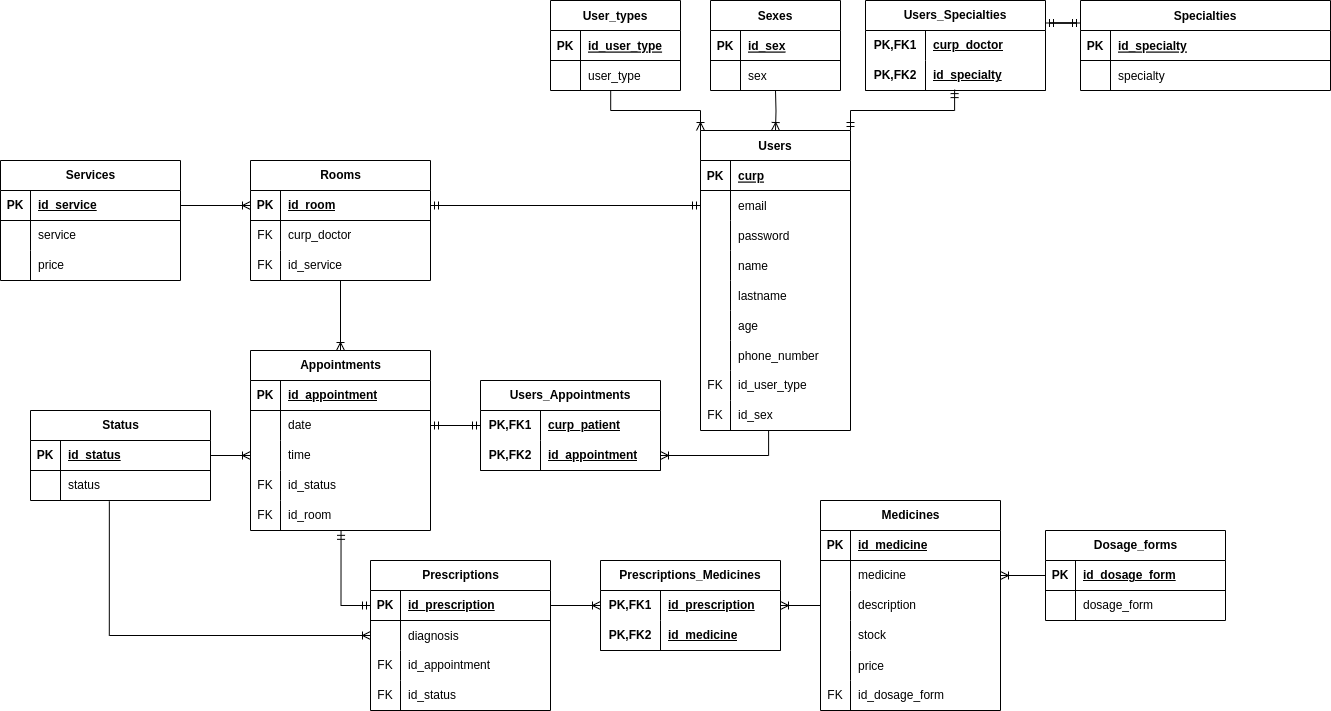 User_types
PK id_user_type
user_type
Sexes
PK id_sex
sex
Users_Specialties
PK,FK1 curp_doctor
PK,FK2 id_specialty
Specialties
PK id_specialty
specialty
Users
PK curp
email
password
name
lastname
age
phone_number
FK id_user_type
FK id_sex
Services
PK id_service
service
price
Rooms
PK id_room
FK curp_doctor
FK id_service
Appointments
PK id_appointment
date
time
FK id_status
FK id_room
Users_Appointments
PK,FK1 curp_patient
PK,FK2 id_appointment
Status
PK id_status
status
Prescriptions
PK id_prescription
diagnosis
FK id_appointment
FK id_status
Prescriptions_Medicines
PK,FK1 id_prescription
PK,FK2 id_medicine
Medicines
PK id_medicine
medicine
description
stock
price
FK id_dosage_form
Dosage_forms
PK id_dosage_form
dosage_form